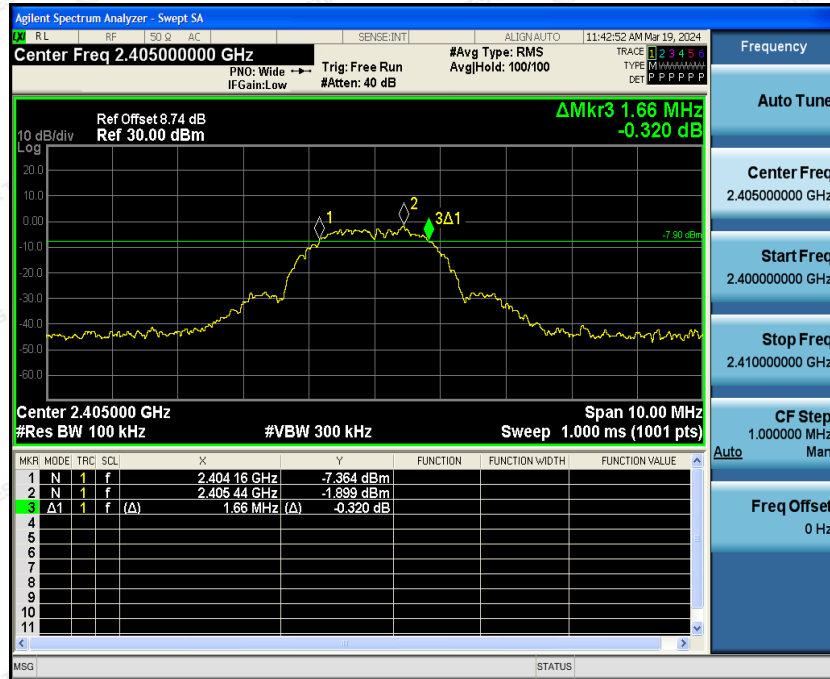 Agilent Spectrum Analyzer - Swept SA
LXI RL RF 50 Ω AC SENSE:INT ALIGN AUTO 11:42:52 AM Mar 19, 2024
Center Freq 2.405000000 GHz
PNO: Wide
IFGain:Low
Trig: Free Run
#Atten: 40 dB
#Avg Type: RMS
Avg|Hold: 100/100
TRACE 1 2 3 4 5 6
TYPE M W W W W W
DET P P P P P P
Frequency
Auto Tune
Center Freq
2.405000000 GHz
Start Freq
2.400000000 GHz
Stop Freq
2.410000000 GHz
CF Step
1.000000 MHz
Auto Man
Freq Offset
0 Hz
ΔMkr3 1.66 MHz
-0.320 dB
Ref Offset 8.74 dB
10 dB/div Ref 30.00 dBm
Log
20.0
10.0
0.00
-10.0
-20.0
-30.0
-40.0
-50.0
-60.0
1
2
3Δ1
-7.90 dBm
Center 2.405000 GHz Span 10.00 MHz
#Res BW 100 kHz #VBW 300 kHz Sweep 1.000 ms (1001 pts)
MKR MODE TRC SCL X Y FUNCTION FUNCTION WIDTH FUNCTION VALUE
1 N 1 f 2.404 16 GHz -7.364 dBm
2 N 1 f 2.405 44 GHz -1.899 dBm
3 Δ1 1 f (Δ) 1.66 MHz (Δ) -0.320 dB
4
5
6
7
8
9
10
11
MSG STATUS